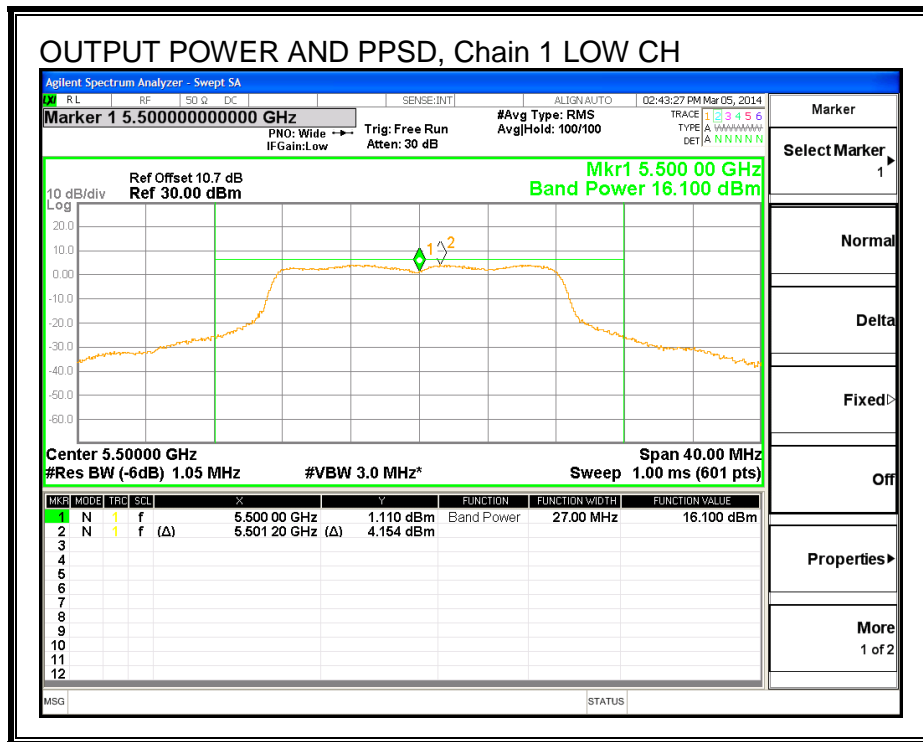 OUTPUT POWER AND PPSD, Chain 1 LOW CH
Agilent Spectrum Analyzer - Swept SA
LXI RL RF 50 Ω DC SENSE:INT ALIGN AUTO 02:43:27 PM Mar 05, 2014
Marker 1 5.500000000000 GHz
PNO: Wide
IFGain:Low
Trig: Free Run
Atten: 30 dB
#Avg Type: RMS
Avg|Hold: 100/100
TRACE 1 2 3 4 5 6
TYPE A WWWWW
DET A N N N N N
Mkr1 5.500 00 GHz
Band Power 16.100 dBm
Ref Offset 10.7 dB
10 dB/div Ref 30.00 dBm
Log
20.0
10.0
0.00
-10.0
-20.0
-30.0
-40.0
-50.0
-60.0
1
2
Center 5.50000 GHz Span 40.00 MHz
#Res BW (-6dB) 1.05 MHz #VBW 3.0 MHz* Sweep 1.00 ms (601 pts)
MKR MODE TRC SCL X Y FUNCTION FUNCTION WIDTH FUNCTION VALUE
1 N 1 f 5.500 00 GHz 1.110 dBm Band Power 27.00 MHz 16.100 dBm
2 N 1 f (Δ) 5.501 20 GHz (Δ) 4.154 dBm
3
4
5
6
7
8
9
10
11
12
MSG STATUS
Marker
Select Marker
1
Normal
Delta
Fixed
Off
Properties
More
1 of 2